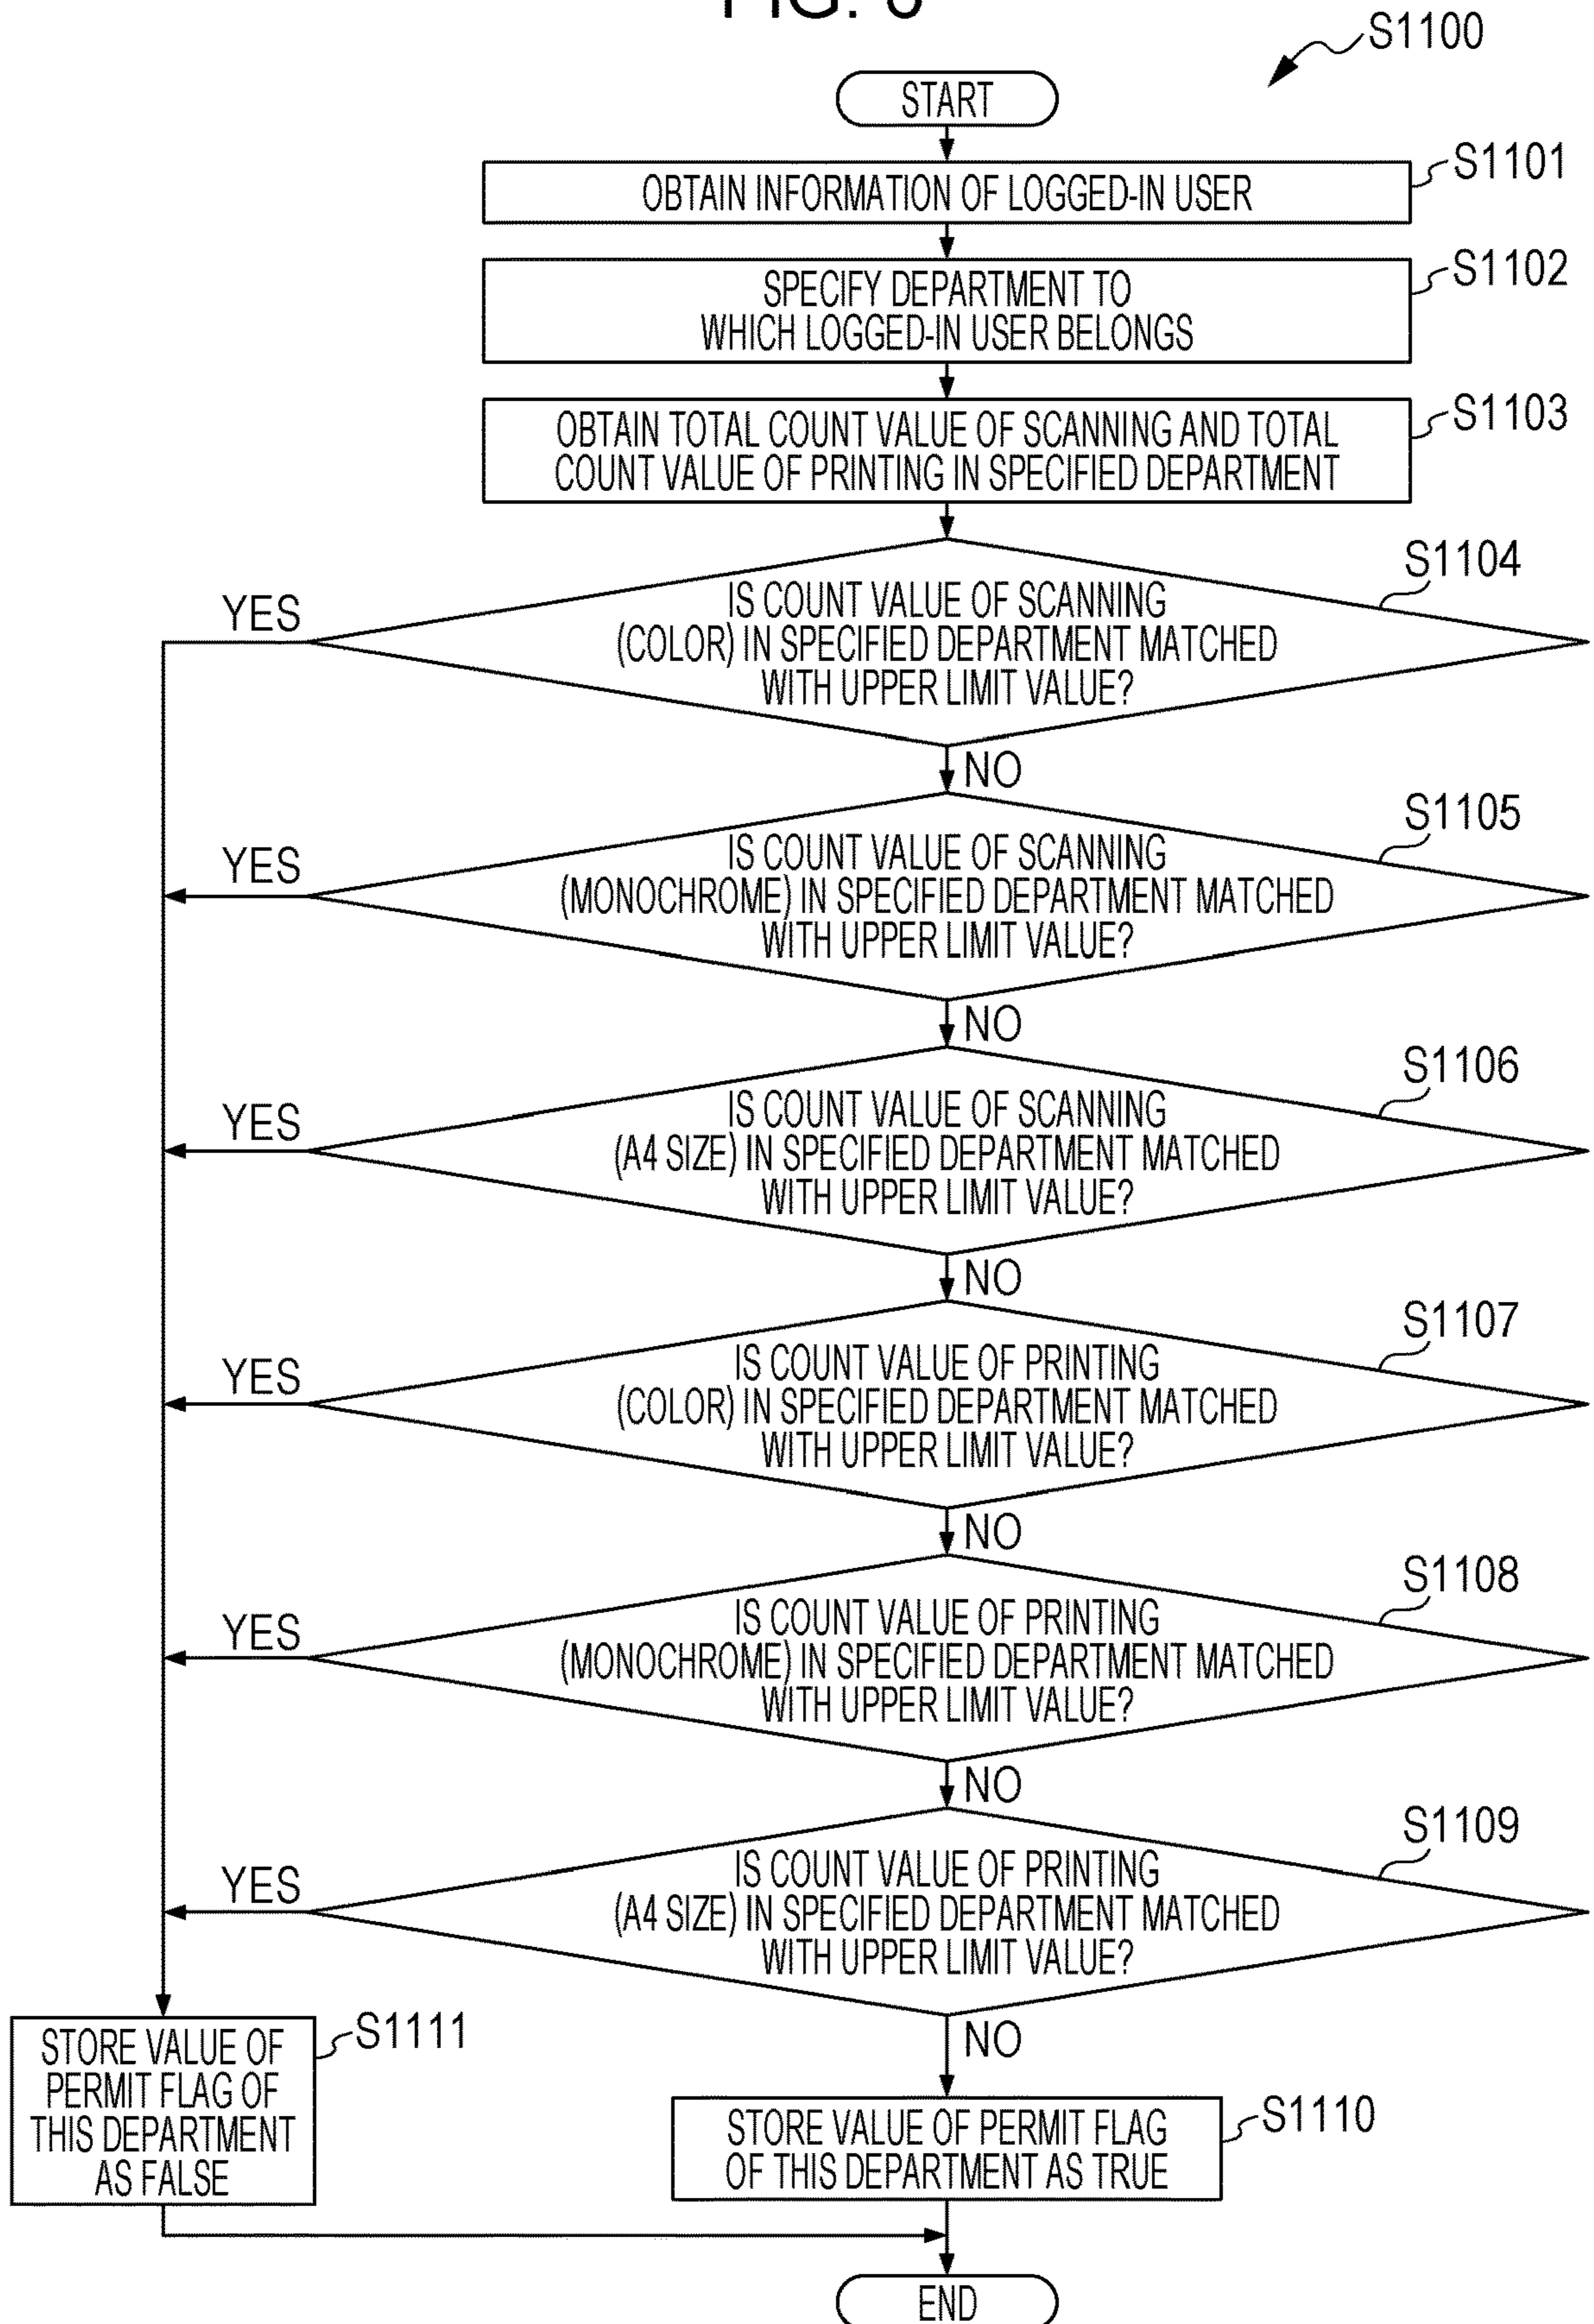 S1100
START
S1101
OBTAIN INFORMATION OF LOGGED-IN USER
S1102
SPECIFY DEPARTMENT TO
WHICH LOGGED-IN USER BELONGS
S1103
OBTAIN TOTAL COUNT VALUE OF SCANNING AND TOTAL
COUNT VALUE OF PRINTING IN SPECIFIED DEPARTMENT
S1104
YES
IS COUNT VALUE OF SCANNING
(COLOR) IN SPECIFIED DEPARTMENT MATCHED
WITH UPPER LIMIT VALUE?
NO
S1105
YES
IS COUNT VALUE OF SCANNING
(MONOCHROME) IN SPECIFIED DEPARTMENT MATCHED
WITH UPPER LIMIT VALUE?
NO
S1106
YES
IS COUNT VALUE OF SCANNING
(A4 SIZE) IN SPECIFIED DEPARTMENT MATCHED
WITH UPPER LIMIT VALUE?
NO
S1107
YES
IS COUNT VALUE OF PRINTING
(COLOR) IN SPECIFIED DEPARTMENT MATCHED
WITH UPPER LIMIT VALUE?
NO
S1108
YES
IS COUNT VALUE OF PRINTING
(MONOCHROME) IN SPECIFIED DEPARTMENT MATCHED
WITH UPPER LIMIT VALUE?
NO
S1109
YES
IS COUNT VALUE OF PRINTING
(A4 SIZE) IN SPECIFIED DEPARTMENT MATCHED
WITH UPPER LIMIT VALUE?
NO
S1111
STORE VALUE OF
PERMIT FLAG OF
THIS DEPARTMENT
AS FALSE
S1110
STORE VALUE OF PERMIT FLAG
OF THIS DEPARTMENT AS TRUE
END